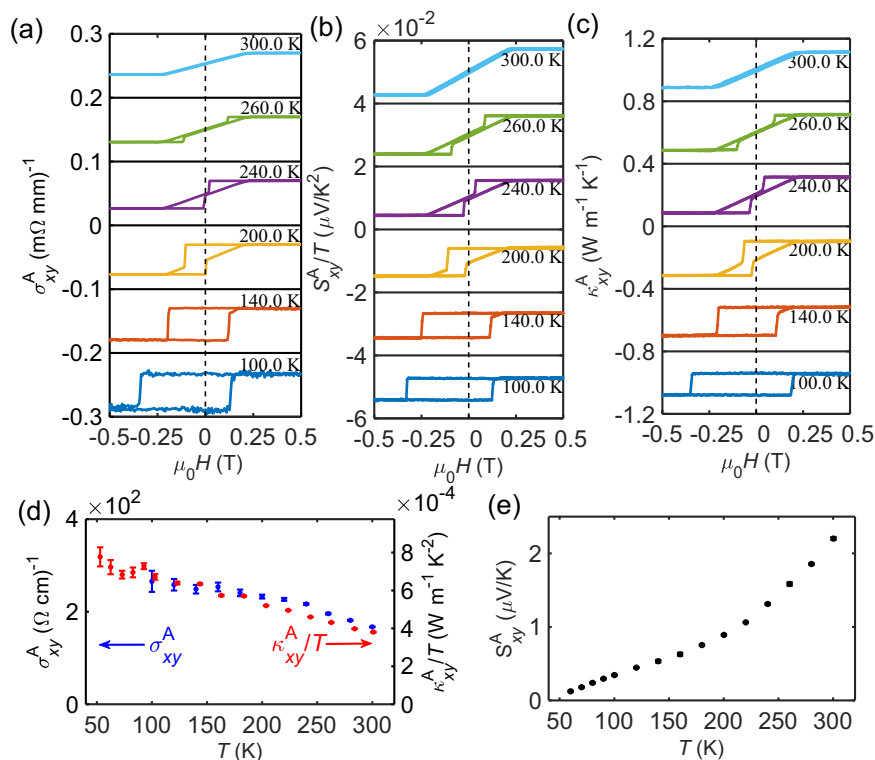 (a)
σ^A_xy (mΩ mm)^-1
0.3
0.2
0.1
0
-0.1
-0.2
-0.3
300.0 K
260.0 K
240.0 K
200.0 K
140.0 K
100.0 K
-0.5 -0.25 0 0.25 0.5
μ0H (T)
(b)
×10^-2
S^A_xy/T (μV/K^2)
6
4
2
0
-2
-4
-6
300.0 K
260.0 K
240.0 K
200.0 K
140.0 K
100.0 K
-0.5 -0.25 0 0.25 0.5
μ0H (T)
(c)
κ^A_xy (W m^-1 K^-1)
1.2
0.8
0.4
0
-0.4
-0.8
-1.2
300.0 K
260.0 K
240.0 K
200.0 K
140.0 K
100.0 K
-0.5 -0.25 0 0.25 0.5
μ0H (T)
(d)
×10^2
×10^-4
σ^A_xy (Ω cm)^-1
4
2
0
σ^A_xy
κ^A_xy/T
8
6
4
2
0
κ^A_xy/T (W m^-1 K^-2)
50 100 150 200 250 300
T (K)
(e)
S^A_xy (μV/K)
2
1
0
50 100 150 200 250 300
T (K)